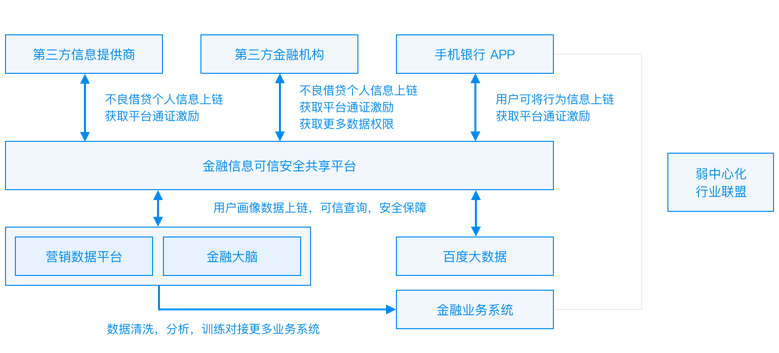 第三方信息提供商
第三方金融机构
手机银行 APP
不良借贷个人信息上链
获取平台通证激励
不良借贷个人信息上链
获取平台通证激励
获取更多数据权限
用户可将行为信息上链
获取平台通证激励
金融信息可信安全共享平台
弱中心化
行业联盟
用户画像数据上链，可信查询，安全保障
营销数据平台
金融大脑
百度大数据
金融业务系统
数据清洗，分析，训练对接更多业务系统